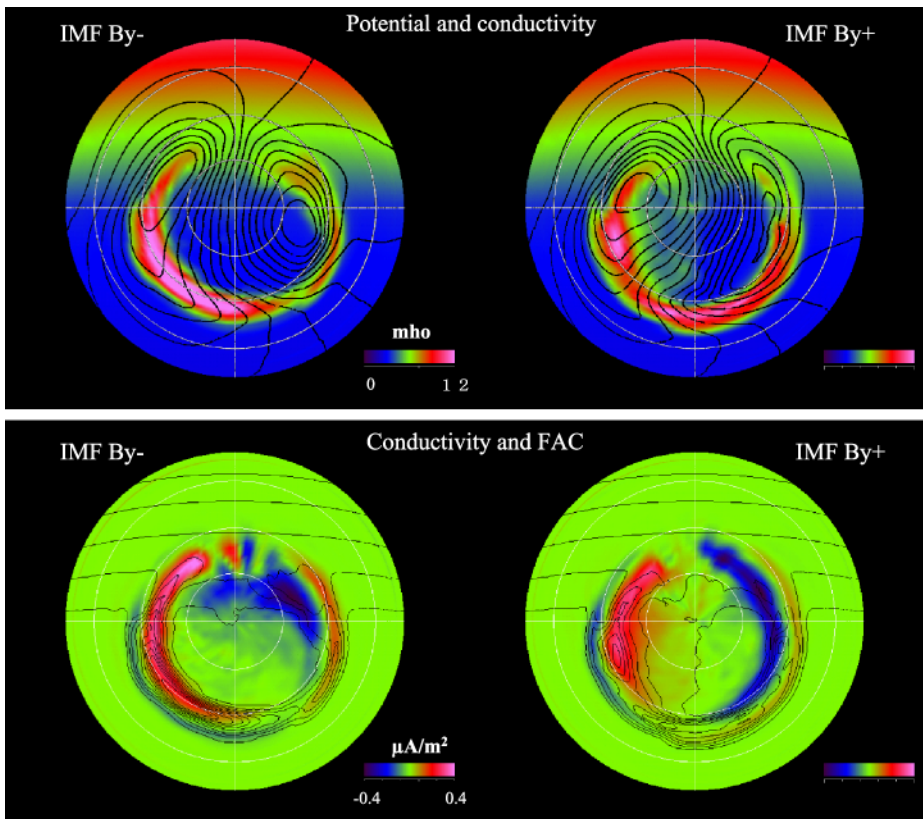 Potential and conductivity
IMF By-
IMF By+
mho
0 1 2
Conductivity and FAC
IMF By-
IMF By+
µA/m²
-0.4 0.4